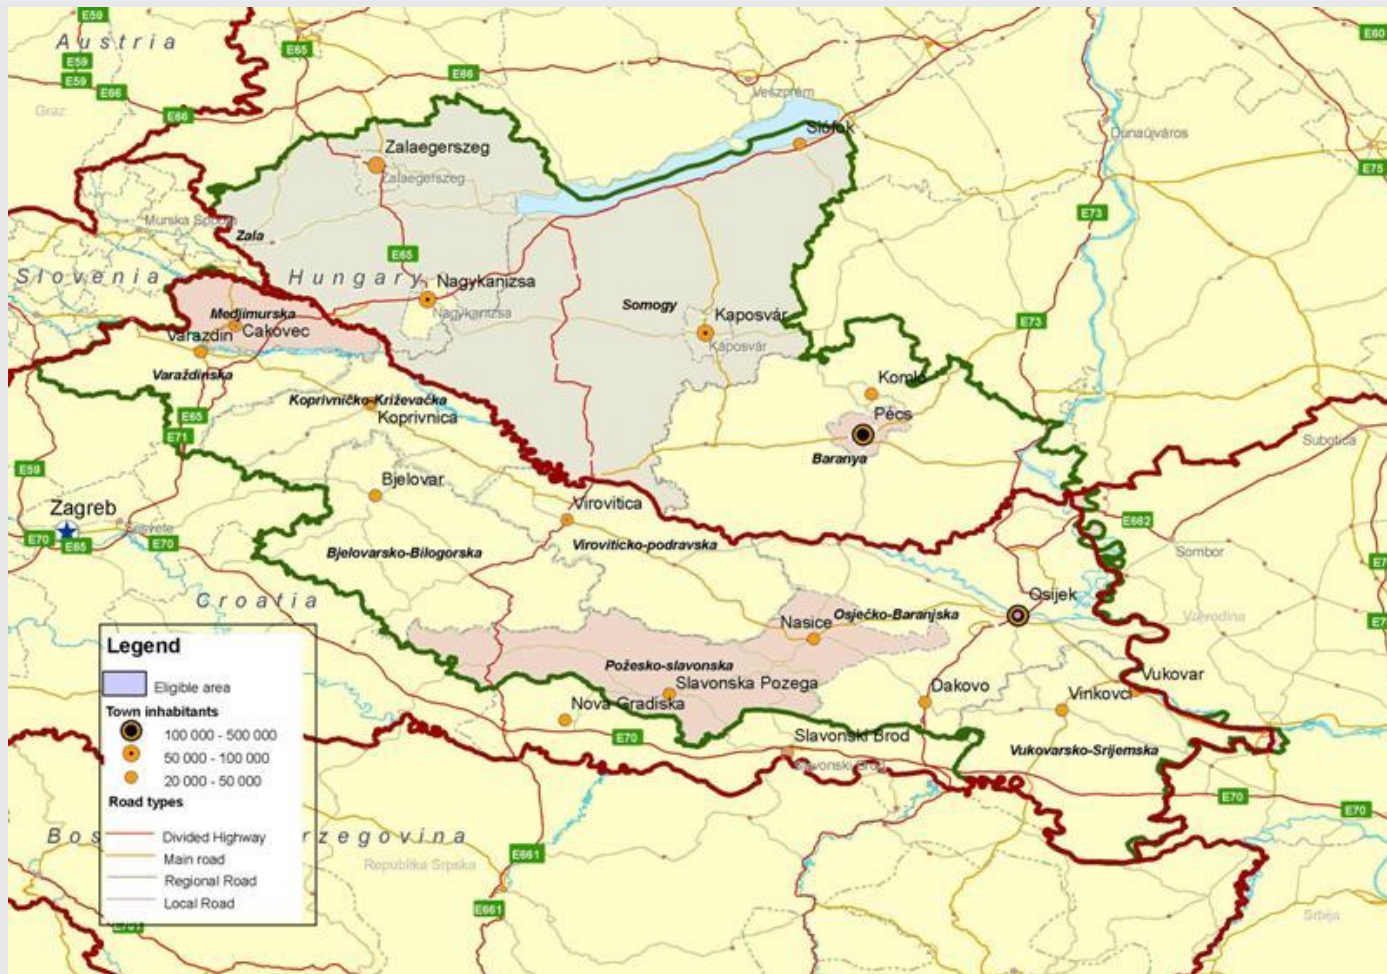 E59
Austria
E65
E60
E59
E59
E66
E66
Veszprém
Graz
E66
Siófok
Dunaújváros
Zalaegerszeg
Zalaegerszeg
E75
E73
Murska Sobota
Zala
E65
Slovenia
Hungary
Nagykanizsa
Nagykanizsa
Somogy
Medjimurska
Kaposvár
E73
Cakovec
Varazdin
Kaposvár
Varaždinska
Komló
Koprivničko-Križevačka
E65
Koprivnica
Pécs
E71
Subotica
Baranya
E59
Bjelovar
Zagreb
Virovitica
E662
Sesvete
E70
E65
E70
Viroviticko-podravska
Bjelovarsko-Bilogorska
Sombor
Croatia
Osijek
Osječko-Baranjska
Vojvodina
Nasice
Legend
Požesko-slavonska
Vukovar
Eligible area
Slavonska Pozega
Dakovo
Vinkovci
Nova Gradiska
Town inhabitants
100 000 - 500 000
E70
Slavonski Brod
Vukovarsko-Srijemska
50 000 - 100 000
Slavonski Brod
20 000 - 50 000
E70
E70
Road types
Bos rzegovina
Divided Highway
E661
Main road
Republika Srpska
Regional Road
Local Road
E661
Srbija